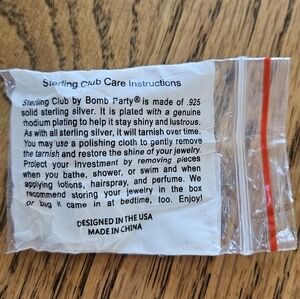 Sterling Club Care Instructions
Sterling Club by Bomb Party® is made of .925
solid sterling silver. It is plated with a genuine
rhodium plating to help it stay shiny and lustrous.
As with all sterling silver, it will tarnish over time.
You may use a polishing cloth to gently remove
the tarnish and restore the shine of your jewelry.
Protect your investment by removing pieces
when you bathe, shower, or swim and when
applying lotions, hairspray, and perfume. We
recommend storing your jewelry in the box
or bag it came in at bedtime, too. Enjoy!
DESIGNED IN THE USA
MADE IN CHINA